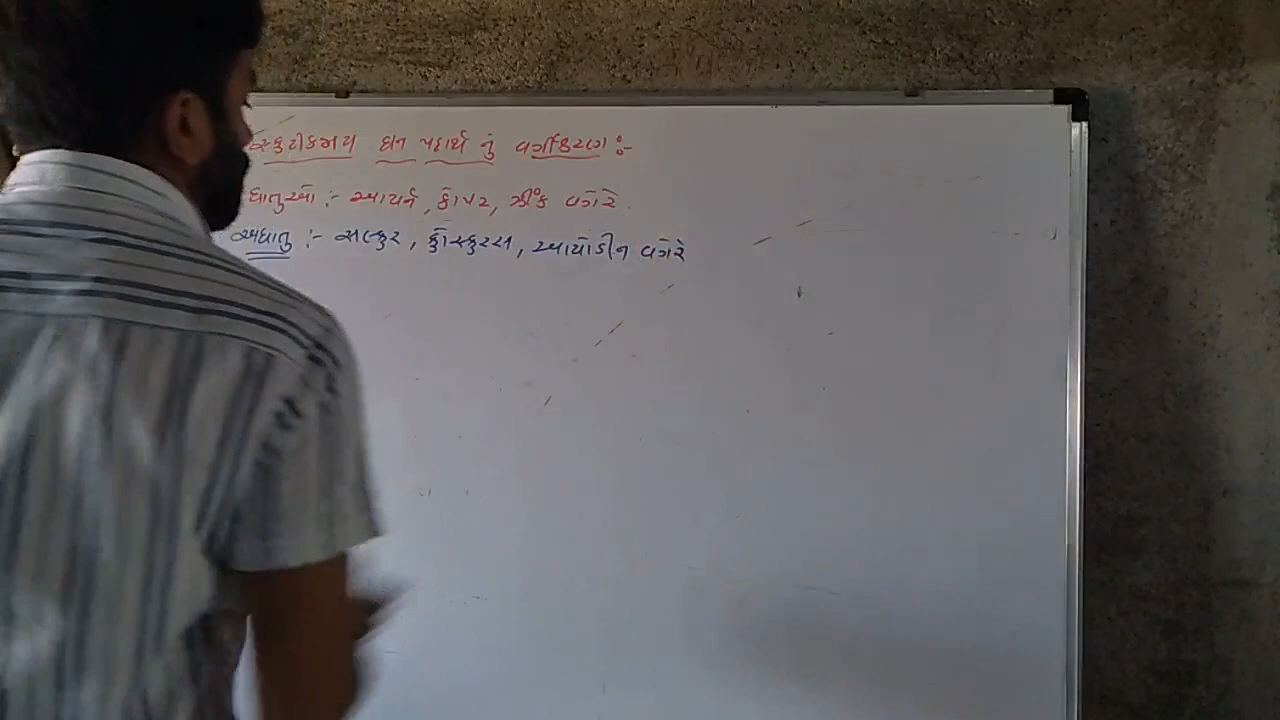 સ્ફટીકમય ઘન પદાર્થ નું વર્ગીકરણ :-
ધાતુઓ :- આયર્ન, કોપર, ઝીંક વગેરે.
અધાતુ :- સલ્ફર, ફોસ્ફરસ, આયોડીન વગેરે